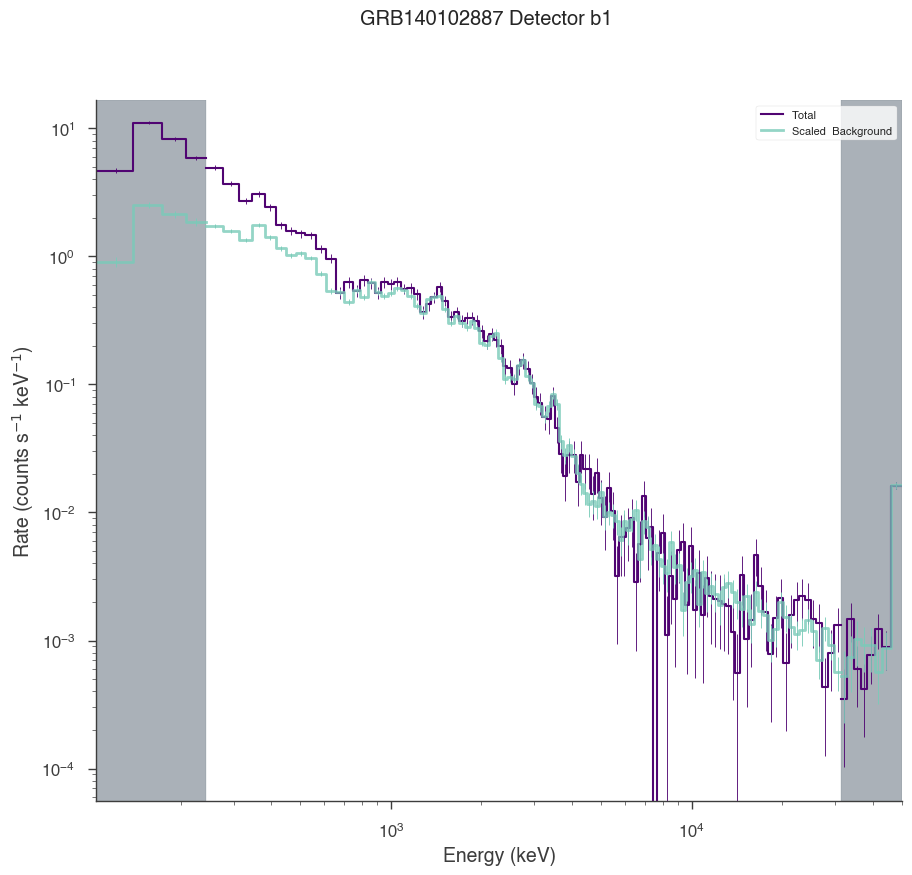 GRB140102887 Detector b1
Total
Scaled Background
10¹
10⁰
10⁻¹
10⁻²
10⁻³
10⁻⁴
Rate (counts s⁻¹ keV⁻¹)
10³
10⁴
Energy (keV)